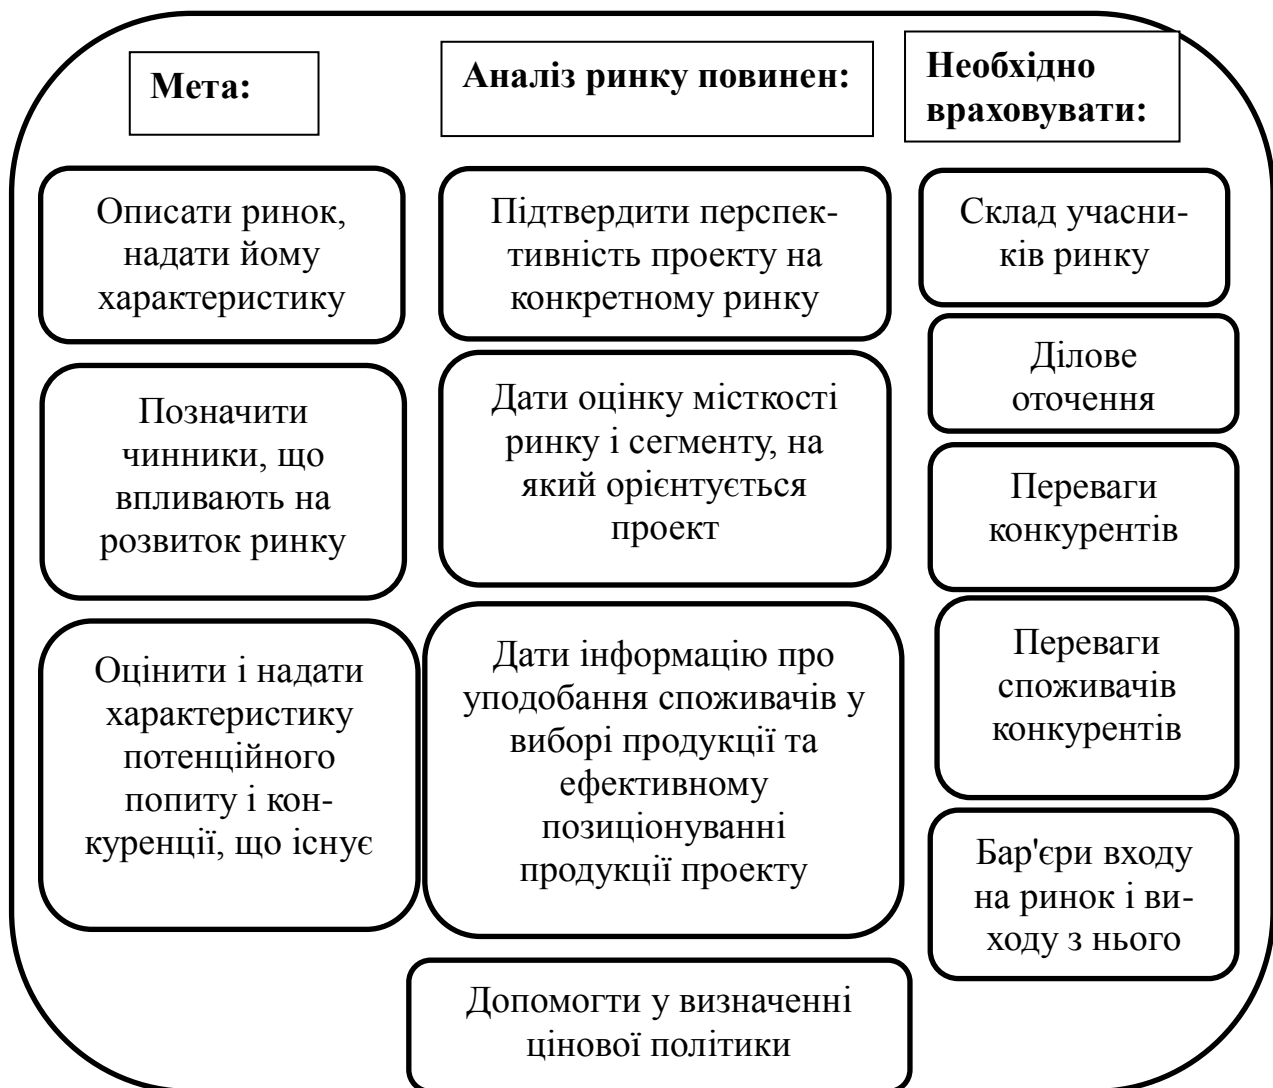 Мета:
Описати ринок,
надати йому
характеристику
Позначити
чинники, що
впливають на
розвиток ринку
Оцінити і надати
характеристику
потенційного
попиту і кон-
куренції, що існує
Аналіз ринку повинен:
Підтвердити перспек-
тивність проекту на
конкретному ринку
Дати оцінку місткості
ринку і сегменту, на
який орієнтується
проект
Дати інформацію про
уподобання споживачів у
виборі продукції та
ефективному
позиціонуванні
продукції проекту
Допомогти у визначенні
цінової політики
Необхідно
враховувати:
Склад учасни-
ків ринку
Ділове
оточення
Переваги
конкурентів
Переваги
споживачів
конкурентів
Бар'єри входу
на ринок і ви-
ходу з нього